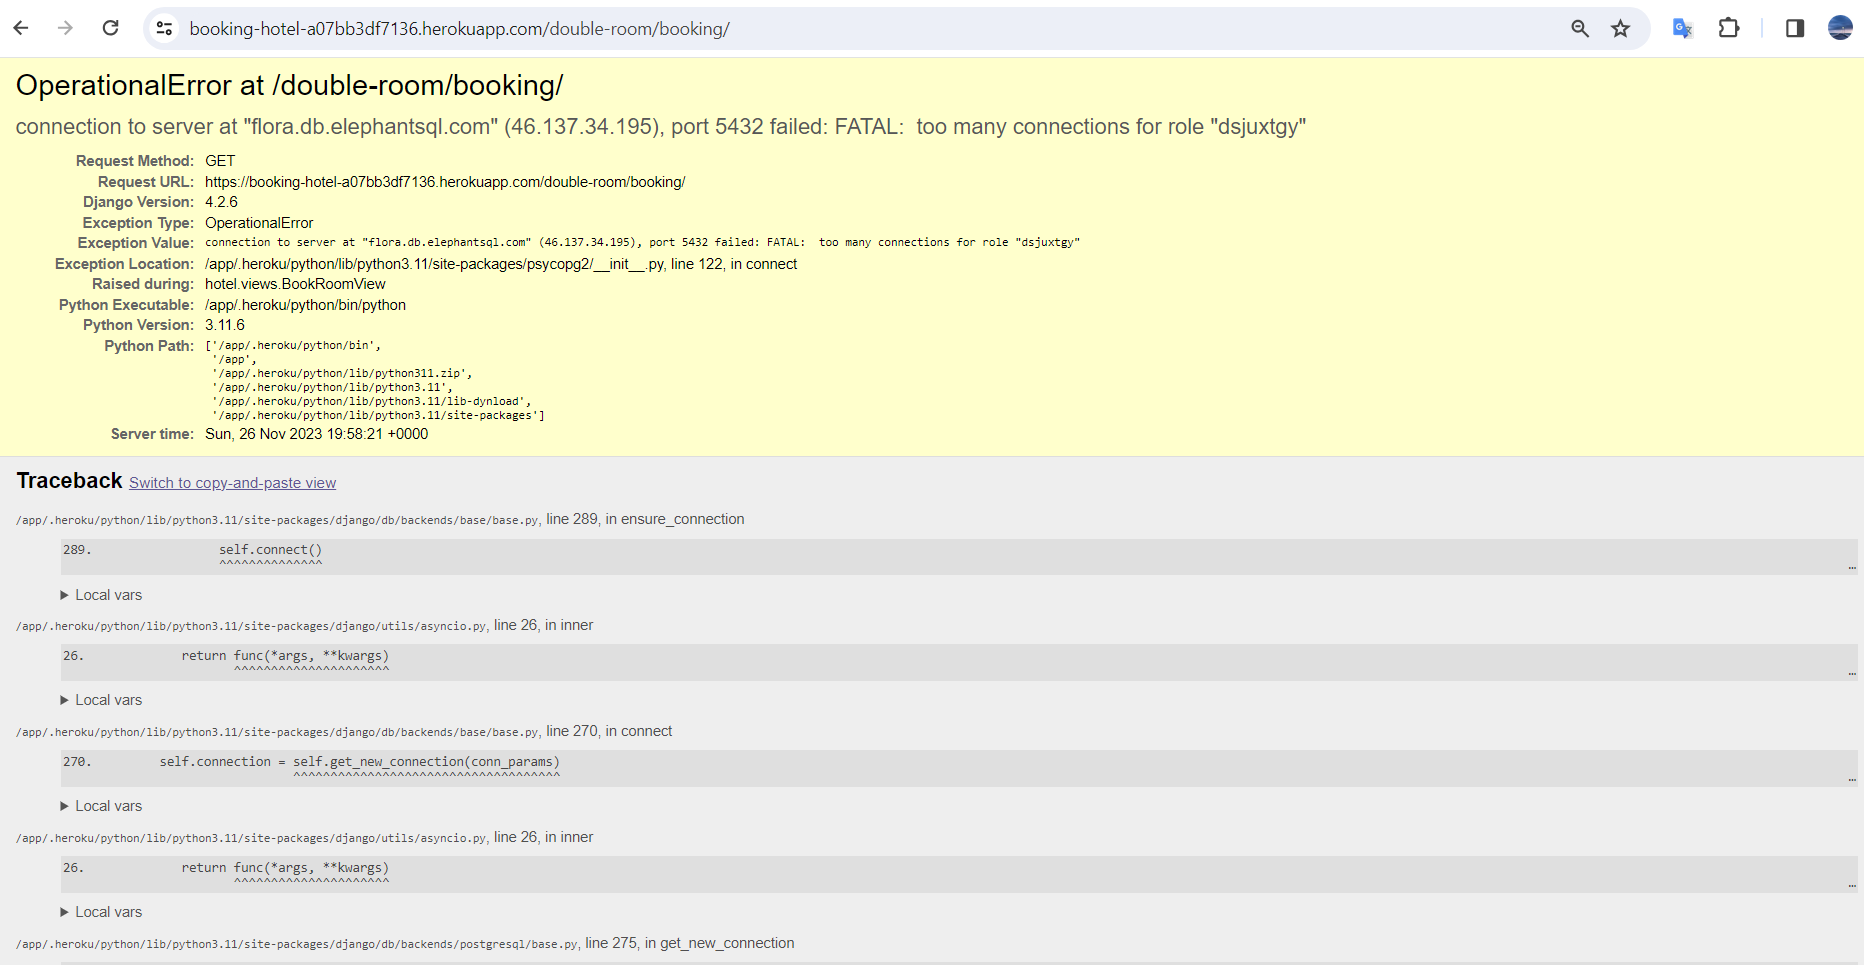 booking-hotel-a07bb3df7136.herokuapp.com/double-room/booking/
OperationalError at /double-room/booking/
connection to server at "flora.db.elephantsql.com" (46.137.34.195), port 5432 failed: FATAL:  too many connections for role "dsjuxtgy"
Request Method: GET
Request URL: https://booking-hotel-a07bb3df7136.herokuapp.com/double-room/booking/
Django Version: 4.2.6
Exception Type: OperationalError
Exception Value: connection to server at "flora.db.elephantsql.com" (46.137.34.195), port 5432 failed: FATAL:  too many connections for role "dsjuxtgy"
Exception Location: /app/.heroku/python/lib/python3.11/site-packages/psycopg2/__init__.py, line 122, in connect
Raised during: hotel.views.BookRoomView
Python Executable: /app/.heroku/python/bin/python
Python Version: 3.11.6
Python Path: ['/app/.heroku/python/bin',
'/app',
'/app/.heroku/python/lib/python311.zip',
'/app/.heroku/python/lib/python3.11',
'/app/.heroku/python/lib/python3.11/lib-dynload',
'/app/.heroku/python/lib/python3.11/site-packages']
Server time: Sun, 26 Nov 2023 19:58:21 +0000
Traceback Switch to copy-and-paste view
/app/.heroku/python/lib/python3.11/site-packages/django/db/backends/base/base.py, line 289, in ensure_connection
289. self.connect()
^^^^^^^^^^^^^^ …
▶ Local vars
/app/.heroku/python/lib/python3.11/site-packages/django/utils/asyncio.py, line 26, in inner
26. return func(*args, **kwargs)
^^^^^^^^^^^^^^^^^^^^^ …
▶ Local vars
/app/.heroku/python/lib/python3.11/site-packages/django/db/backends/base/base.py, line 270, in connect
270. self.connection = self.get_new_connection(conn_params)
^^^^^^^^^^^^^^^^^^^^^^^^^^^^^^^^^^^^ …
▶ Local vars
/app/.heroku/python/lib/python3.11/site-packages/django/utils/asyncio.py, line 26, in inner
26. return func(*args, **kwargs)
^^^^^^^^^^^^^^^^^^^^^ …
▶ Local vars
/app/.heroku/python/lib/python3.11/site-packages/django/db/backends/postgresql/base.py, line 275, in get_new_connection